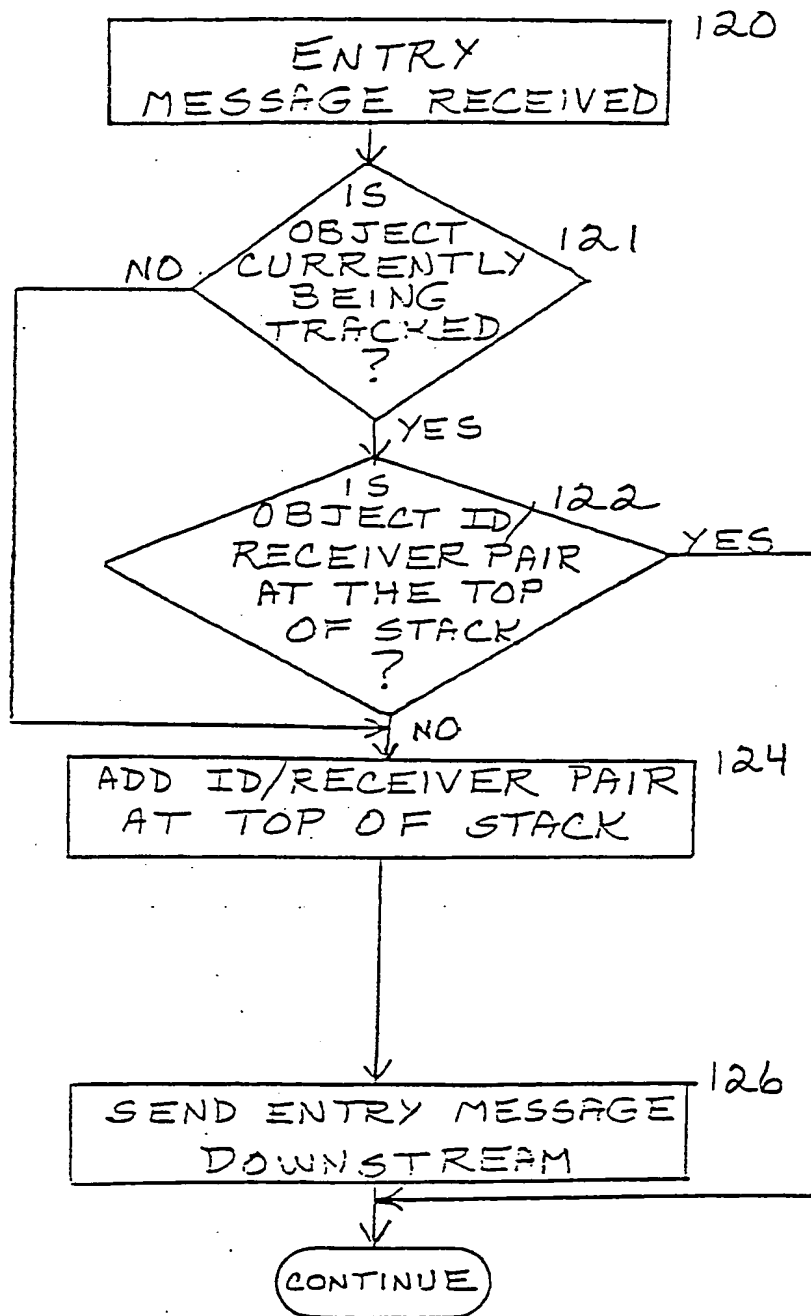 120
ENTRY
MESSAGE RECEIVED
IS
OBJECT
CURRENTLY
BEING
TRACKED
?
121
NO
YES
IS
OBJECT ID
RECEIVER PAIR
AT THE TOP
OF STACK
?
122
YES
NO
ADD ID/RECEIVER PAIR
AT TOP OF STACK
124
SEND ENTRY MESSAGE
DOWNSTREAM
126
CONTINUE